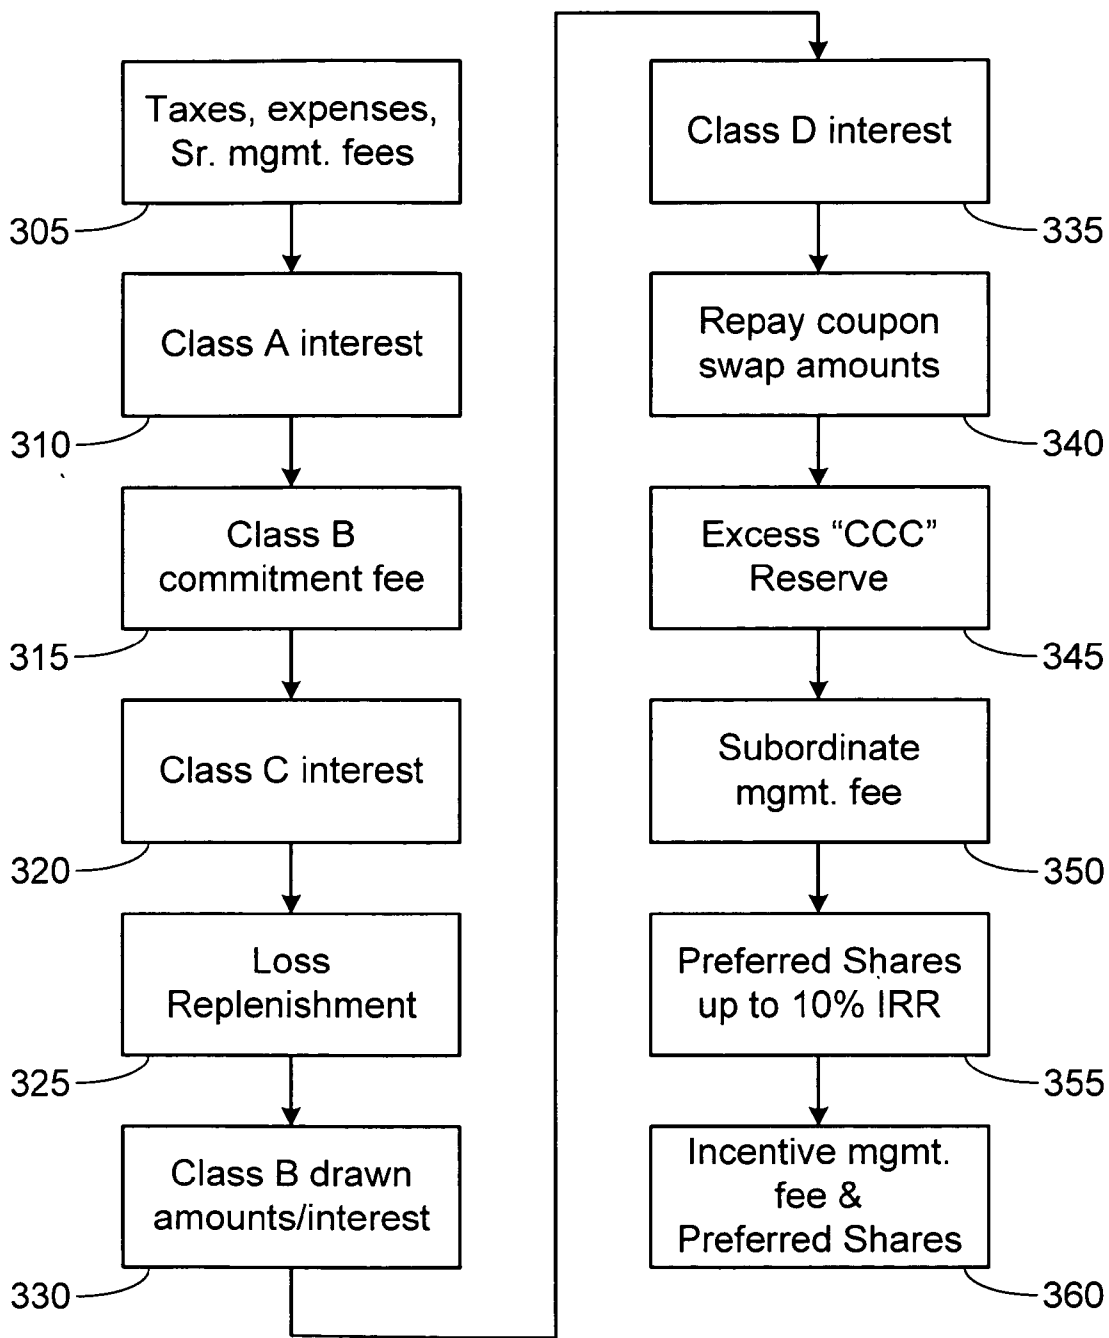 Taxes, expenses,
Sr. mgmt. fees
305
Class A interest
310
Class B
commitment fee
315
Class C interest
320
Loss
Replenishment
325
Class B drawn
amounts/interest
330
Class D interest
335
Repay coupon
swap amounts
340
Excess “CCC”
Reserve
345
Subordinate
mgmt. fee
350
Preferred Shares
up to 10% IRR
355
Incentive mgmt.
fee &
Preferred Shares
360